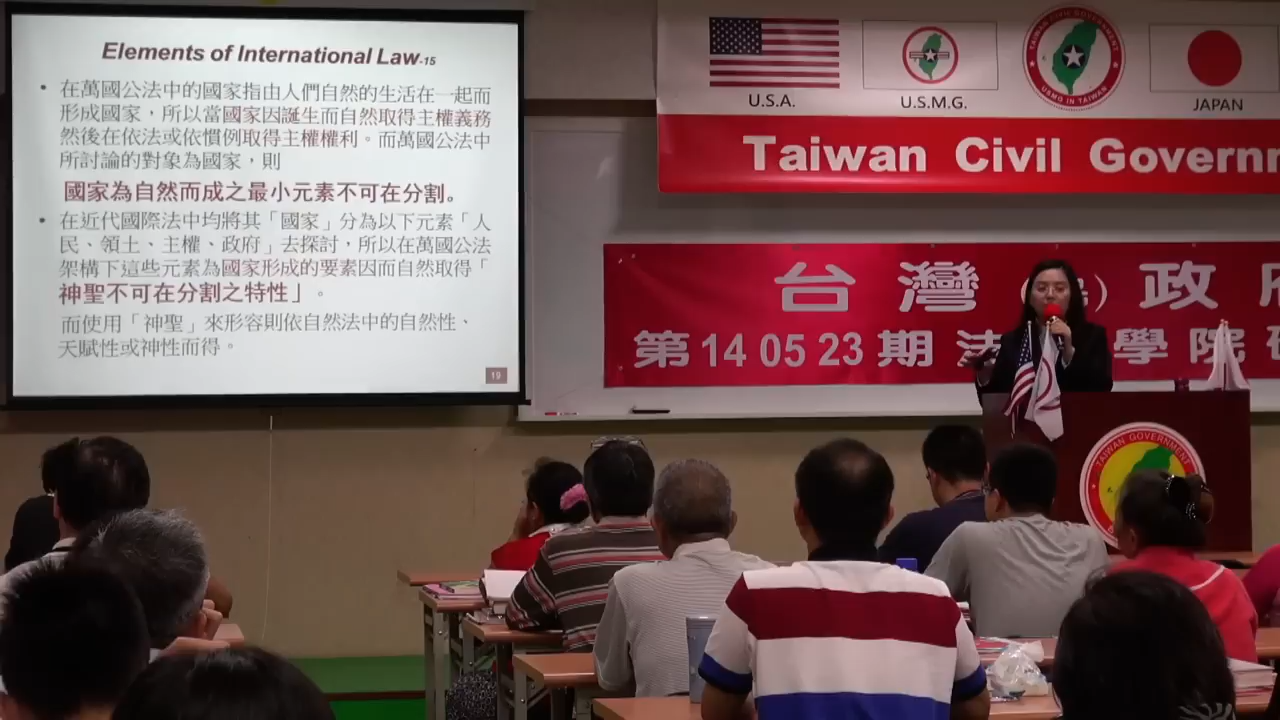 Elements of International Law-15
• 在萬國公法中的國家指由人們自然的生活在一起而
形成國家，所以當國家因誕生而自然取得主權義務
然後在依法或依慣例取得主權權利。而萬國公法中
所討論的對象為國家，則
國家為自然而成之最小元素不可在分割。
• 在近代國際法中均將其「國家」分為以下元素「人
民、領土、主權、政府」去探討，所以在萬國公法
架構下這些元素為國家形成的要素因而自然取得「
神聖不可在分割之特性」。
而使用「神聖」來形容則依自然法中的自然性、
天賦性或神性而得。
19
TAIWAN CIVIL GOVERNMENT
USMG IN TAIWAN
U.S.A.
U.S.M.G.
JAPAN
Taiwan Civil Governm
台灣 ) 政府
第 14 05 23 期 法 學院
TAIWAN GOVERNMENT